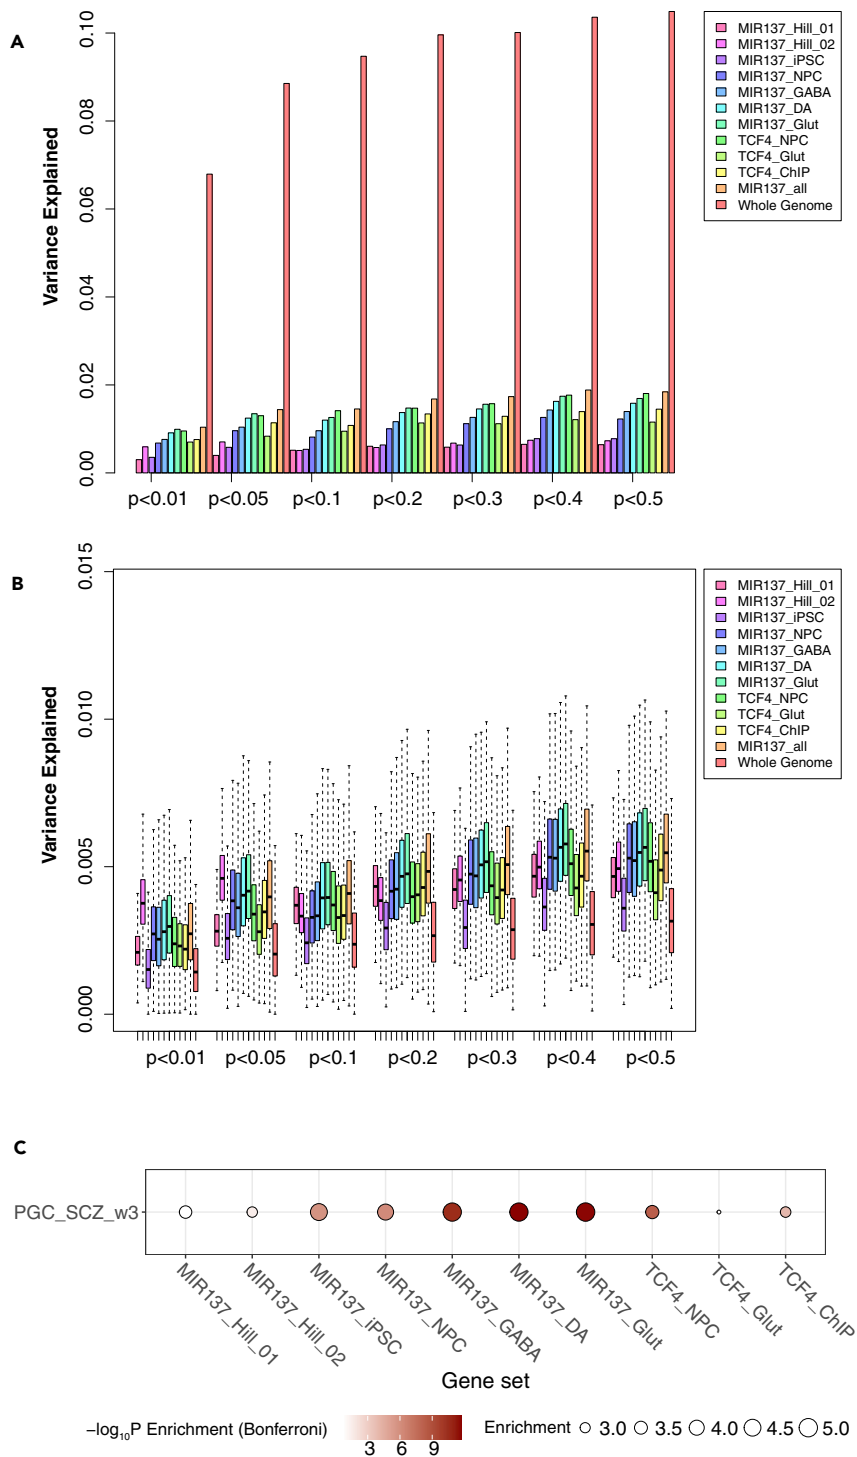 A
Variance Explained
0.00
0.02
0.04
0.06
0.08
0.10
p<0.01
p<0.05
p<0.1
p<0.2
p<0.3
p<0.4
p<0.5
MIR137_Hill_01
MIR137_Hill_02
MIR137_iPSC
MIR137_NPC
MIR137_GABA
MIR137_DA
MIR137_Glut
TCF4_NPC
TCF4_Glut
TCF4_ChIP
MIR137_all
Whole Genome
B
Variance Explained
0.000
0.005
0.010
0.015
p<0.01
p<0.05
p<0.1
p<0.2
p<0.3
p<0.4
p<0.5
MIR137_Hill_01
MIR137_Hill_02
MIR137_iPSC
MIR137_NPC
MIR137_GABA
MIR137_DA
MIR137_Glut
TCF4_NPC
TCF4_Glut
TCF4_ChIP
MIR137_all
Whole Genome
C
PGC_SCZ_w3
MIR137_Hill_01
MIR137_Hill_02
MIR137_iPSC
MIR137_NPC
MIR137_GABA
MIR137_DA
MIR137_Glut
TCF4_NPC
TCF4_Glut
TCF4_ChIP
Gene set
−log₁₀P Enrichment (Bonferroni)
3 6 9
Enrichment 3.0 3.5 4.0 4.5 5.0